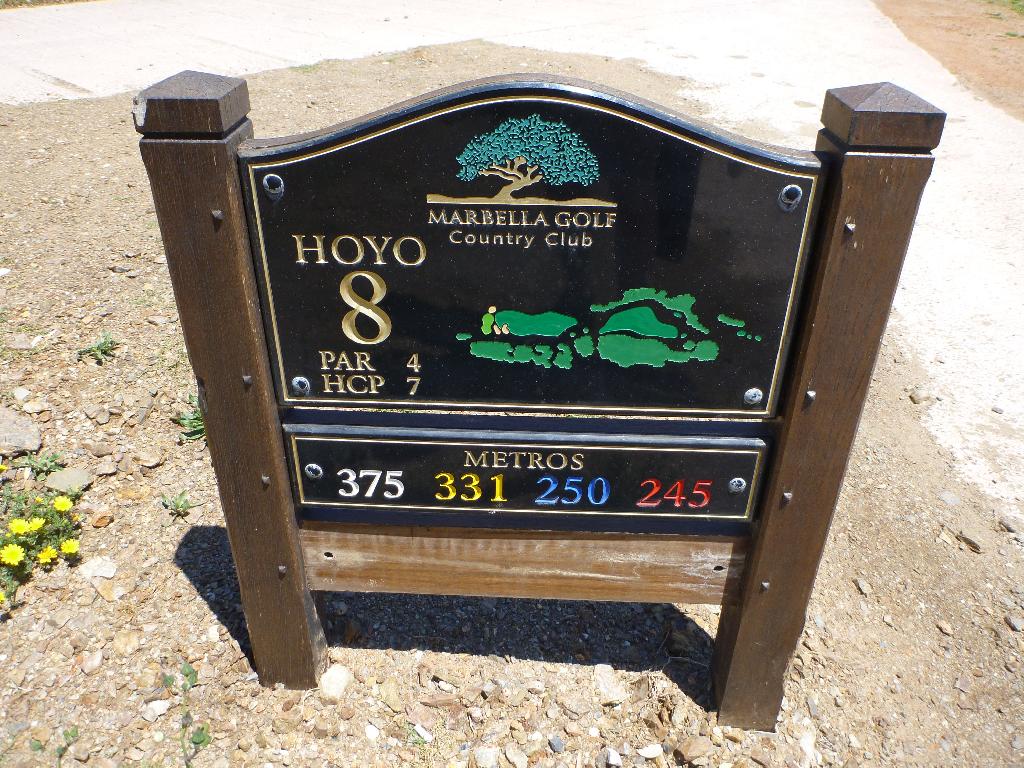 MARBELLA GOLF
Country Club
HOYO
8
PAR 4
HCP 7
METROS
375 331 250 245